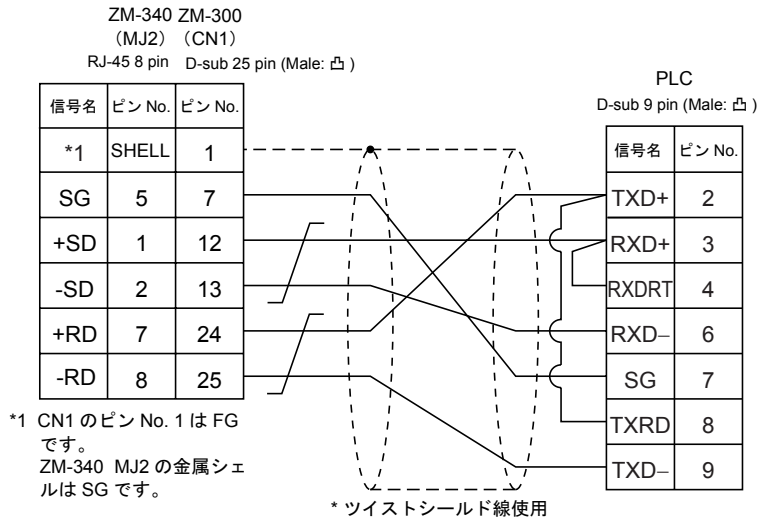 ZM-340 ZM-300
（MJ2）（CN1）
RJ-45 8 pin D-sub 25 pin (Male: 凸 )
信号名 ピン No. ピン No.
*1 SHELL 1
SG 5 7
+SD 1 12
-SD 2 13
+RD 7 24
-RD 8 25
*1 CN1 のピン No. 1 は FG
です。
ZM-340 MJ2 の金属シェ
ルは SG です。
* ツイストシールド線使用
PLC
D-sub 9 pin (Male: 凸 )
信号名 ピン No.
TXD+ 2
RXD+ 3
RXDRT 4
RXD− 6
SG 7
TXRD 8
TXD− 9